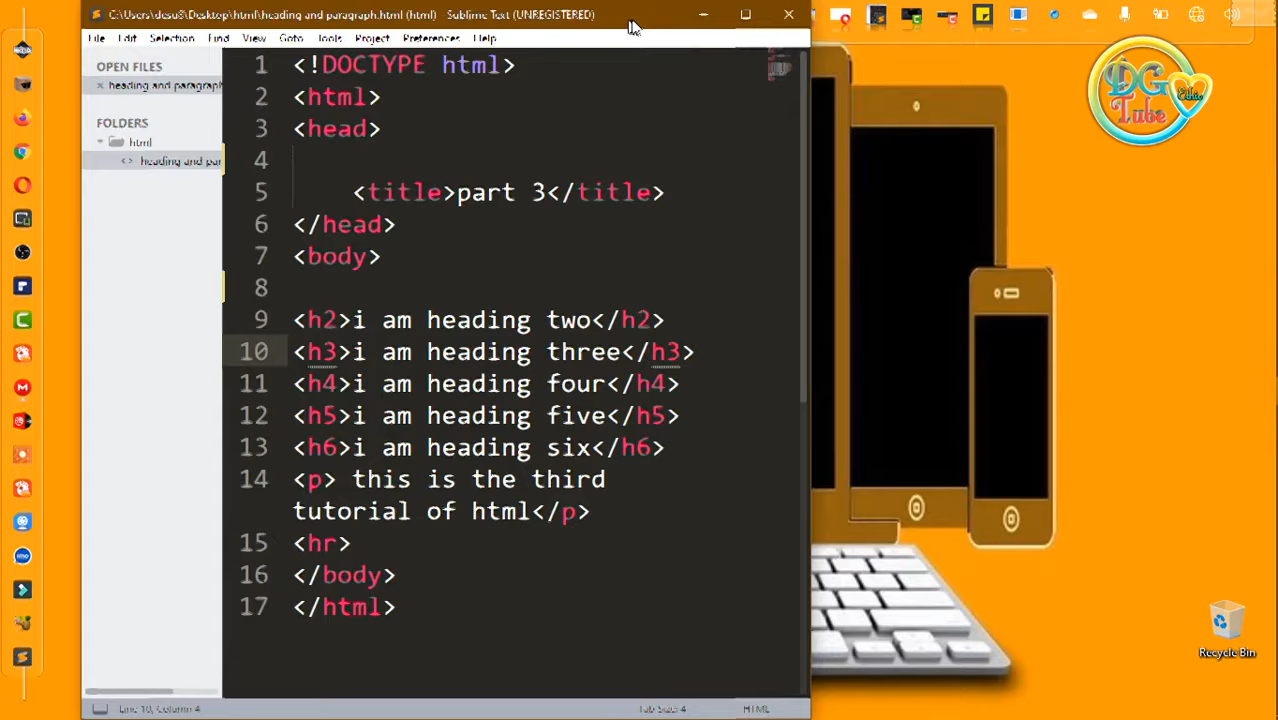 C:\Users\desu8\Desktop\html\heading and paragraph.html (html) - Sublime Text (UNREGISTERED)
File Edit Selection Find View Goto Tools Project Preferences Help
OPEN FILES
heading and paragraph
FOLDERS
html
<> heading and par
1 <!DOCTYPE html>
2 <html>
3 <head>
4
5 <title>part 3</title>
6 </head>
7 <body>
8
9 <h2>i am heading two</h2>
10 <h3>i am heading three</h3>
11 <h4>i am heading four</h4>
12 <h5>i am heading five</h5>
13 <h6>i am heading six</h6>
14 <p> this is the third
tutorial of html</p>
15 <hr>
16 </body>
17 </html>
Line 10, Column 4
Tab Size: 4
HTML
DG
Tube
Recycle Bin